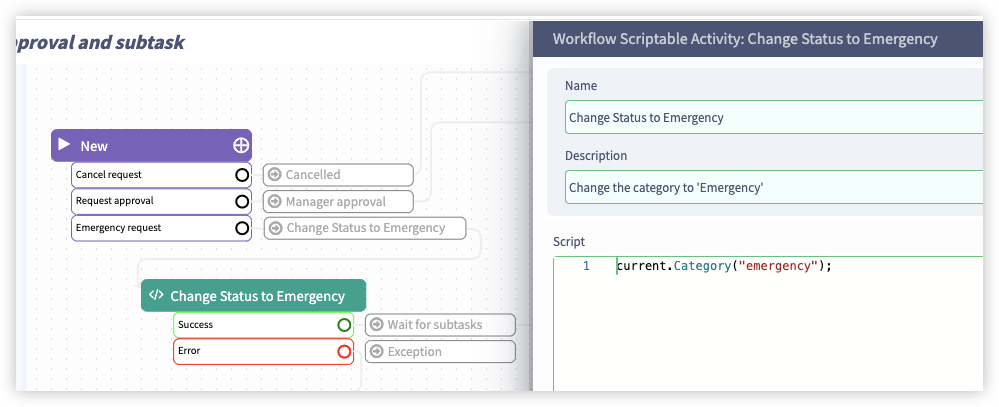 pproval and subtask
New
Cancel request
Cancelled
Request approval
Manager approval
Emergency request
Change Status to Emergency
</> Change Status to Emergency
Success
Wait for subtasks
Error
Exception
Workflow Scriptable Activity: Change Status to Emergency
Name
Change Status to Emergency
Description
Change the category to 'Emergency'
Script
1 current.Category("emergency");